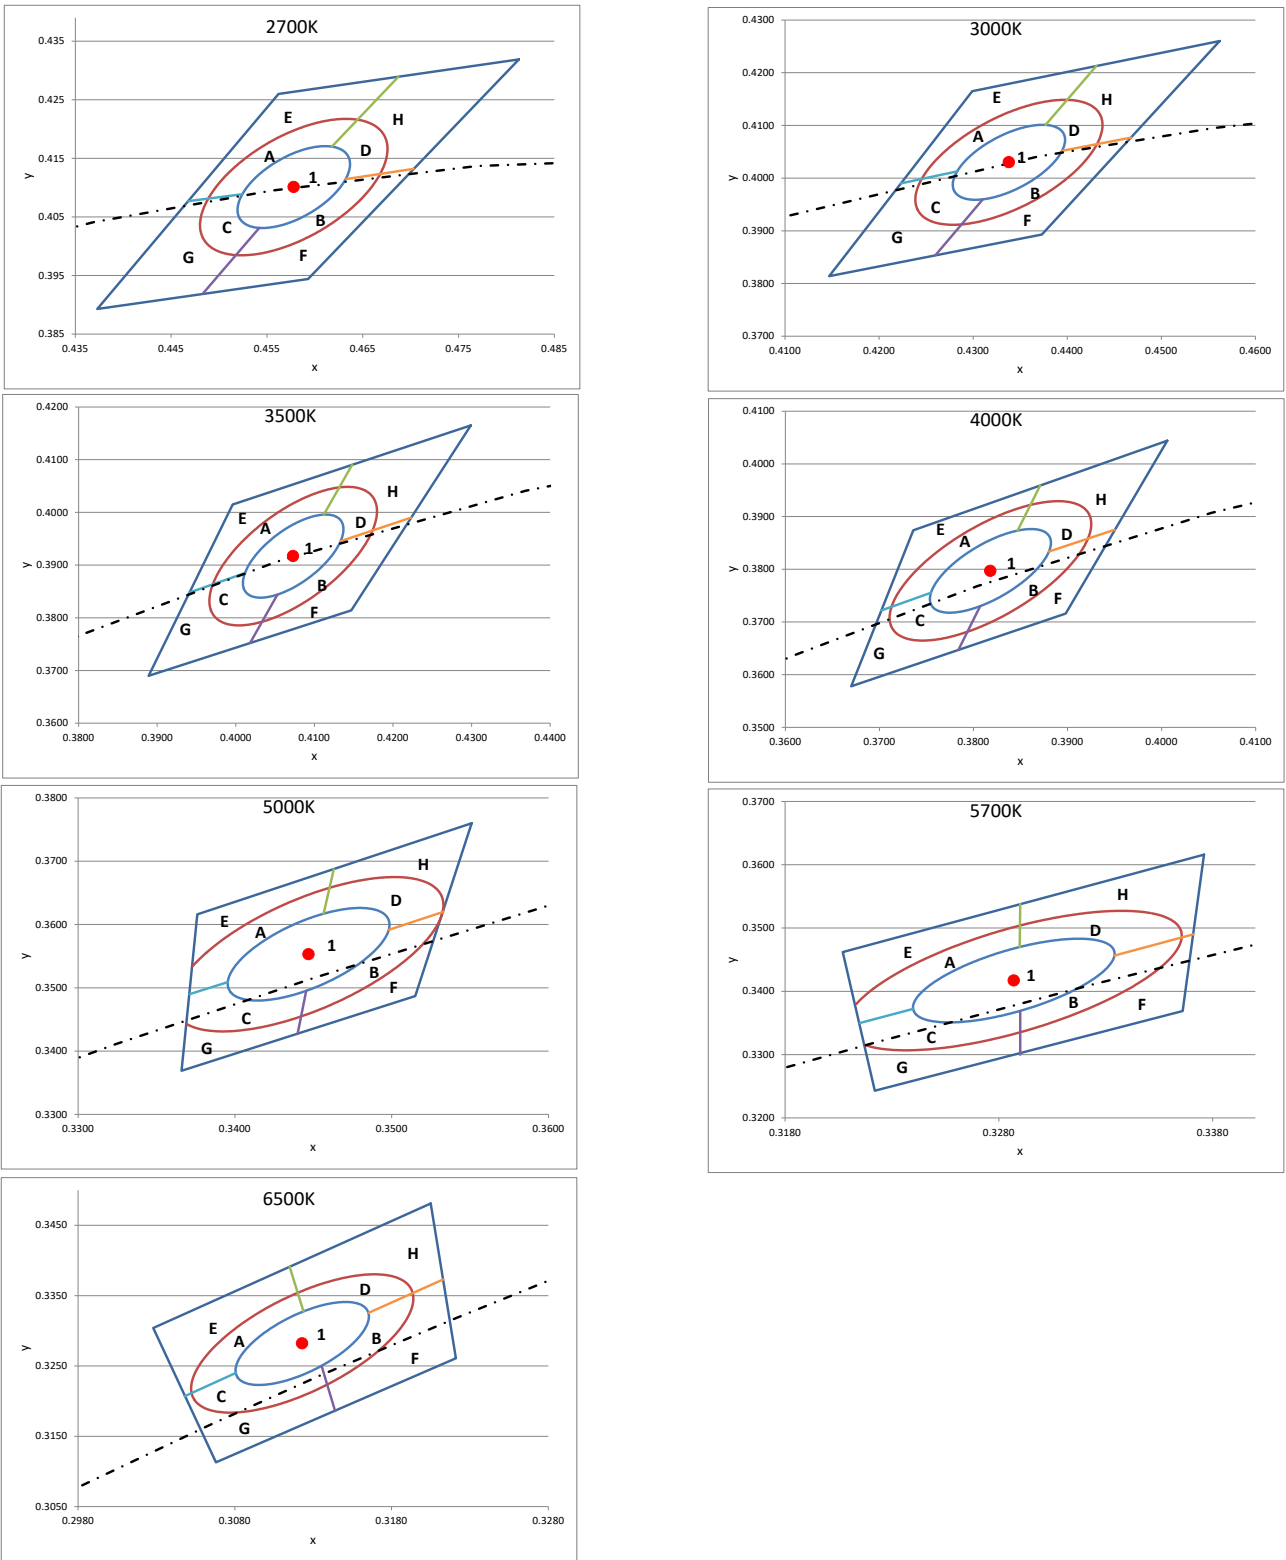 2700K
0.435
0.425
0.415
0.405
0.395
0.385
y
E
H
A
D
1
B
C
G
F
0.435 0.445 0.455 0.465 0.475 0.485
x
3000K
0.4300
0.4200
0.4100
0.4000
0.3900
0.3800
0.3700
y
E
H
A
D
1
B
C
F
G
0.4100 0.4200 0.4300 0.4400 0.4500 0.4600
x
3500K
0.4200
0.4100
0.4000
0.3900
0.3800
0.3700
0.3600
y
H
E
A
D
1
B
C
F
G
0.3800 0.3900 0.4000 0.4100 0.4200 0.4300 0.4400
x
4000K
0.4100
0.4000
0.3900
0.3800
0.3700
0.3600
0.3500
y
H
E
A
D
1
B
F
C
G
0.3600 0.3700 0.3800 0.3900 0.4000 0.4100
x
5000K
0.3800
0.3700
0.3600
0.3500
0.3400
0.3300
y
H
D
E
A
1
B
F
C
G
0.3300 0.3400 0.3500 0.3600
x
5700K
0.3700
0.3600
0.3500
0.3400
0.3300
0.3200
y
H
D
E
A
1
B
F
C
G
0.3180 0.3280 0.3380
x
6500K
0.3450
0.3350
0.3250
0.3150
0.3050
y
H
D
E
A
1
B
F
C
G
0.2980 0.3080 0.3180 0.3280
x